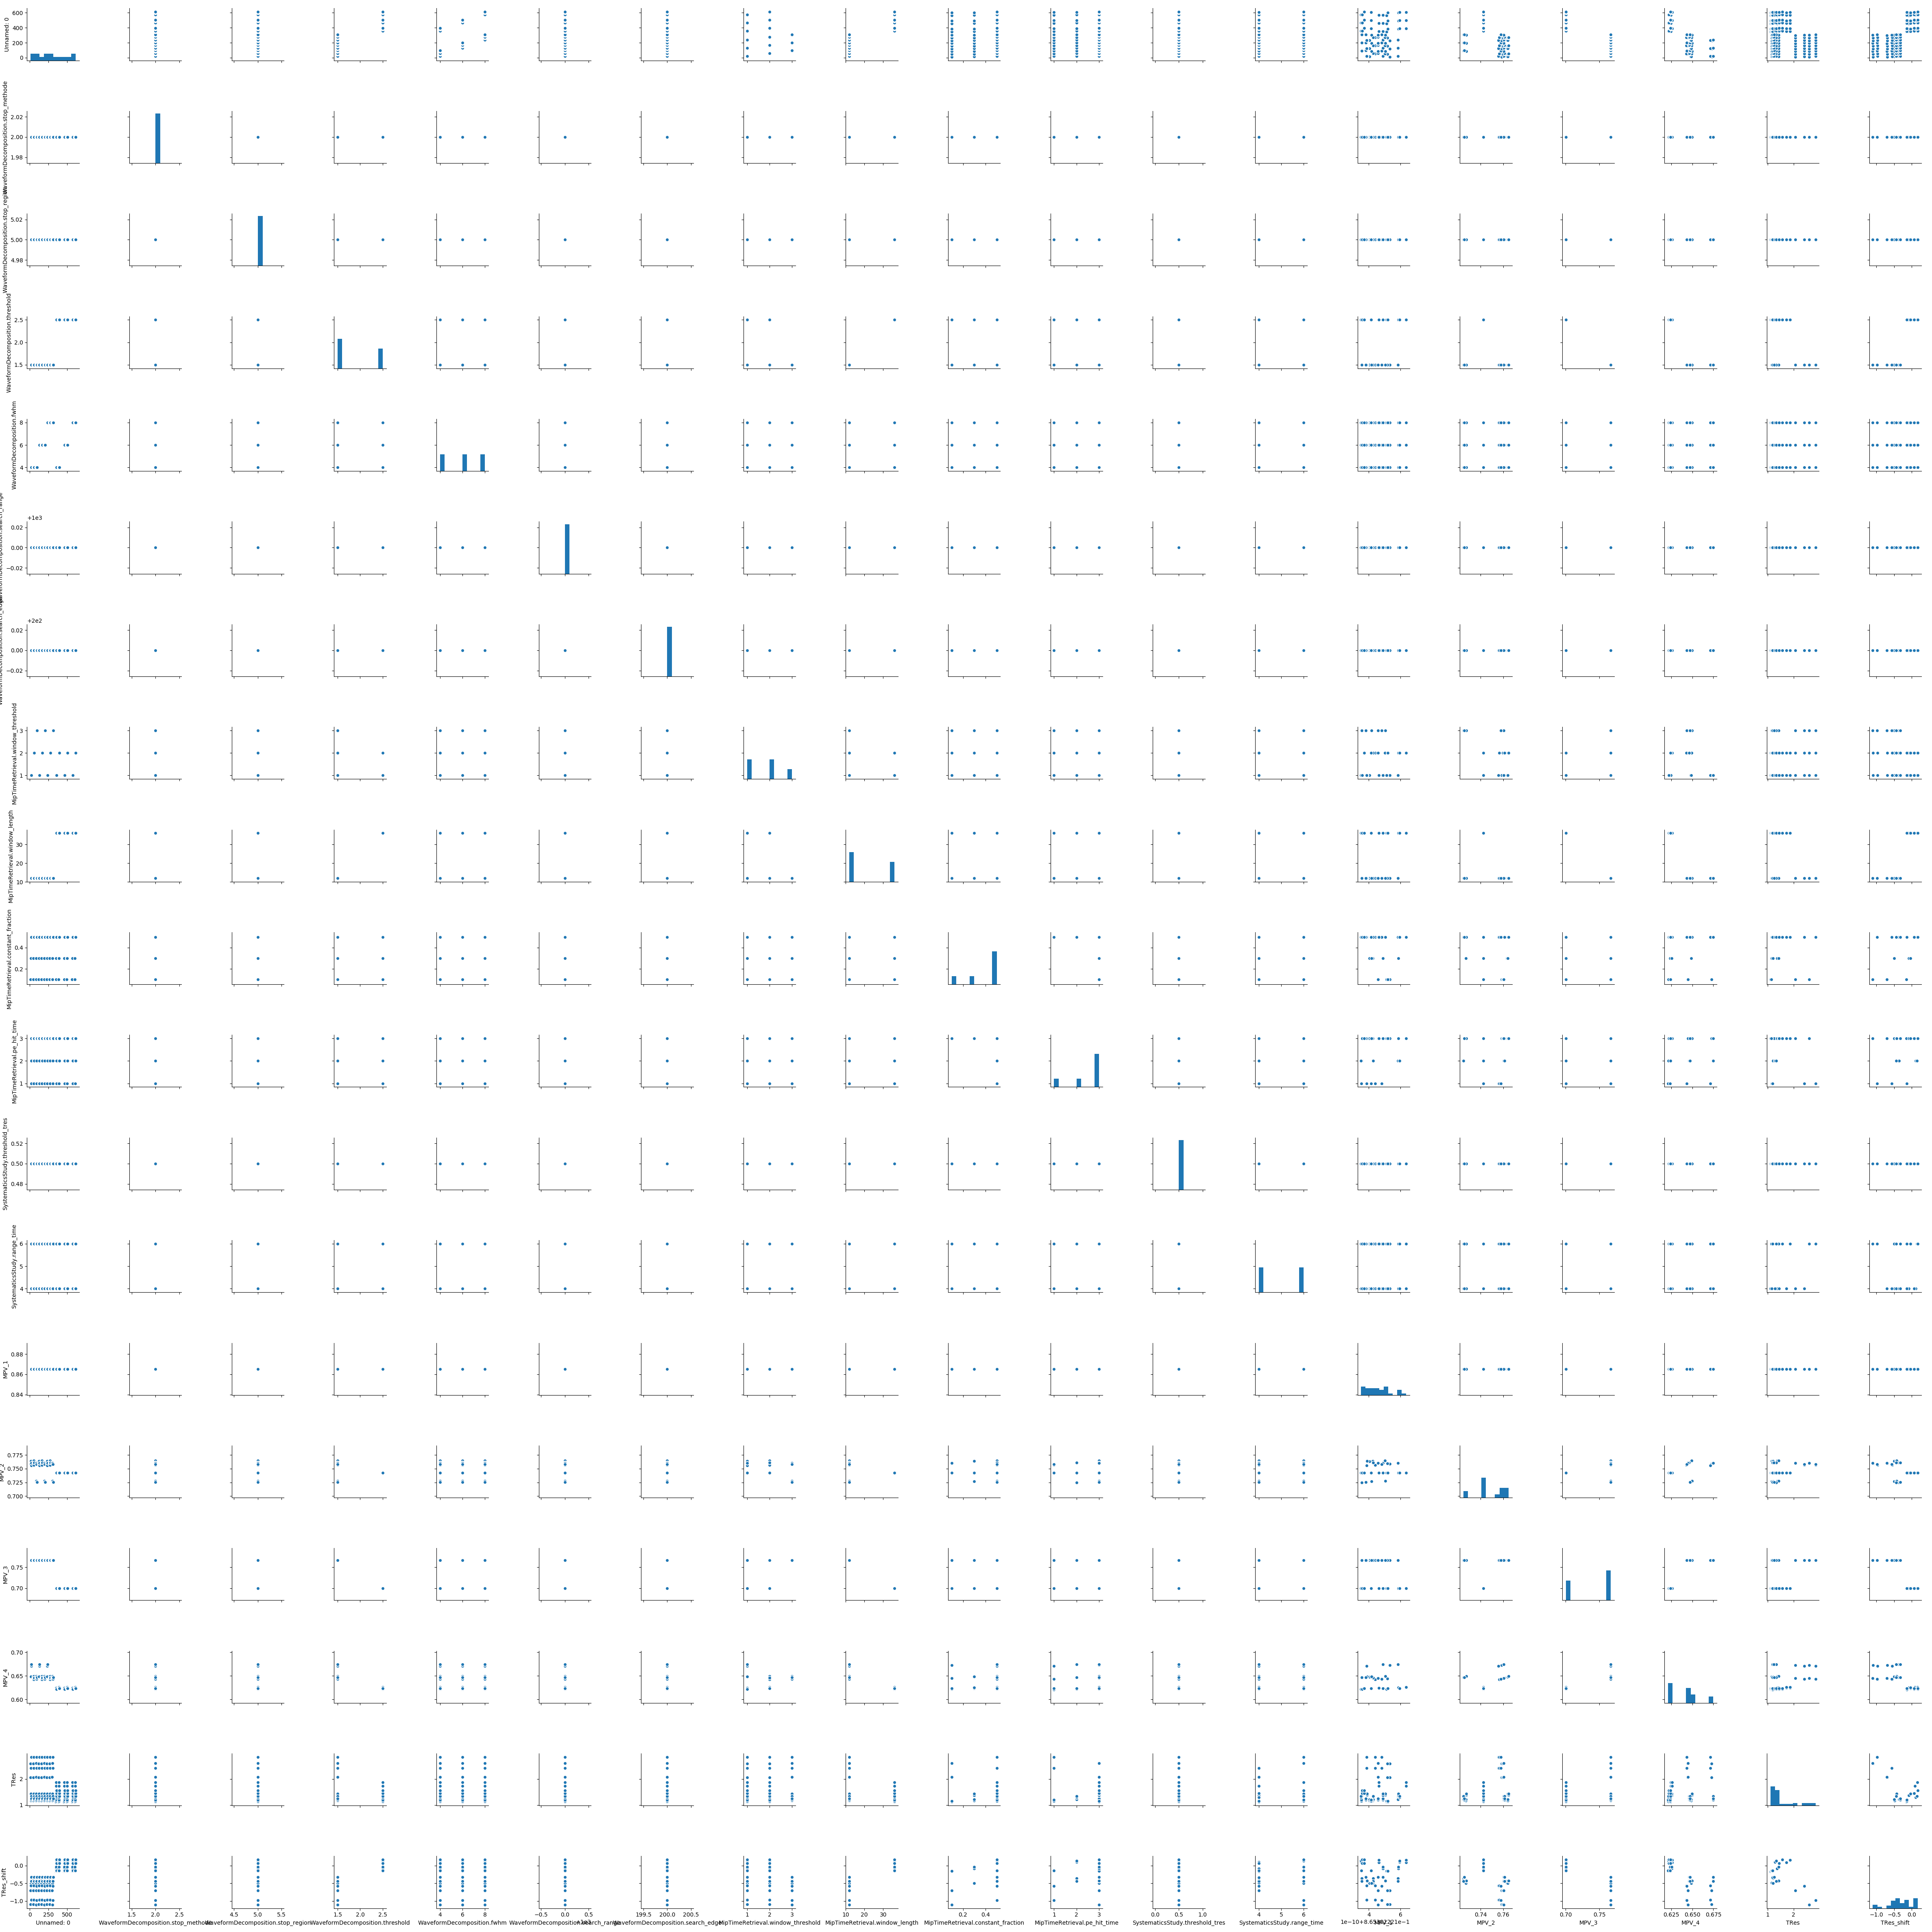 Unnamed: 0
600
400
200
0
WaveformDecomposition.stop_methode
2.02
2.00
1.98
WaveformDecomposition.stop_region
5.02
5.00
4.98
WaveformDecomposition.threshold
2.5
2.0
1.5
WaveformDecomposition.fwhm
8
6
4
+1e3
0.02
0.00
−0.02
+2e2
0.02
0.00
−0.02
MipTimeRetrieval.window_threshold
3
2
1
MipTimeRetrieval.window_length
30
20
10
MipTimeRetrieval.constant_fraction
0.4
0.2
MipTimeRetrieval.pe_hit_time
3
2
1
SystematicsStudy.threshold_tres
0.52
0.50
0.48
SystematicsStudy.range_time
6
5
4
MPV_1
0.88
0.86
0.84
MPV_2
0.775
0.750
0.725
0.700
MPV_3
0.75
0.70
MPV_4
0.70
0.65
0.60
TRes
2
1
TRes_shift
0.0
−0.5
−1.0
0 250 500 1.5 2.0 2.5 4.5 5.0 5.5 1.5 2.0 2.5 4 6 8 −0.5 0.0 0.5 199.5 200.0 200.5 1 2 3 10 20 30 0.2 0.4 1 2 3 0.0 0.5 1.0 4 5 6 4 6 0.74 0.76 0.70 0.75 0.625 0.650 0.675 1 2 −1.0 −0.5 0.0
Unnamed: 0 WaveformDecomposition.stop_methode WaveformDecomposition.stop_region WaveformDecomposition.threshold WaveformDecomposition.fwhm WaveformDecomposition.search_range WaveformDecomposition.search_edge MipTimeRetrieval.window_threshold MipTimeRetrieval.window_length MipTimeRetrieval.constant_fraction MipTimeRetrieval.pe_hit_time SystematicsStudy.threshold_tres SystematicsStudy.range_time MPV_2 MPV_3 MPV_4 TRes TRes_shift